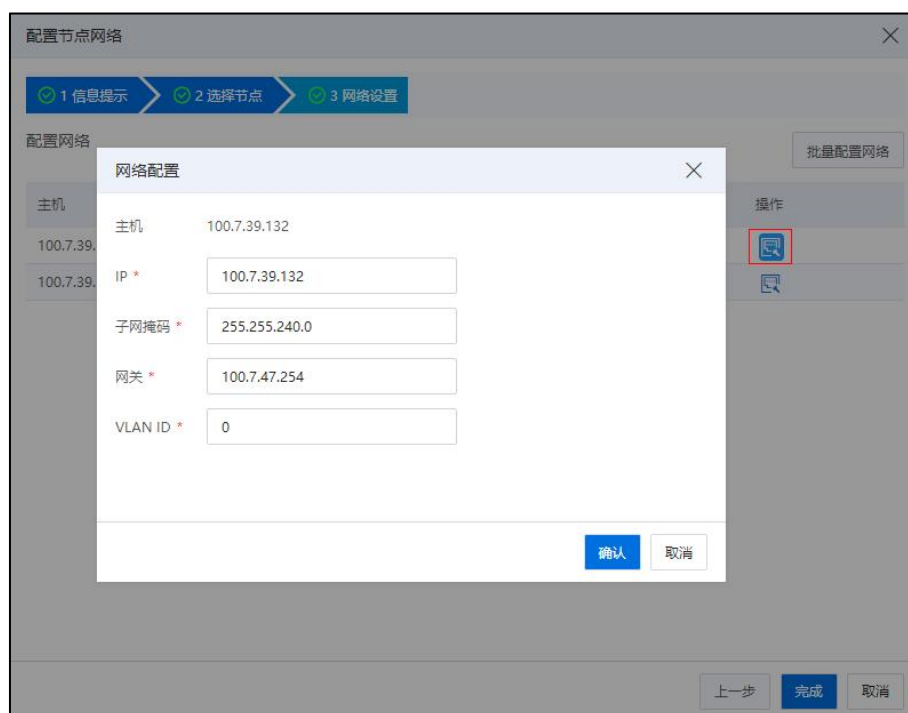 配置节点网络
1 信息提示
2 选择节点
3 网络设置
配置网络
批量配置网络
主机
操作
100.7.39.
100.7.39.
网络配置
主机 100.7.39.132
IP * 100.7.39.132
子网掩码 * 255.255.240.0
网关 * 100.7.47.254
VLAN ID * 0
确认
取消
上一步
完成
取消